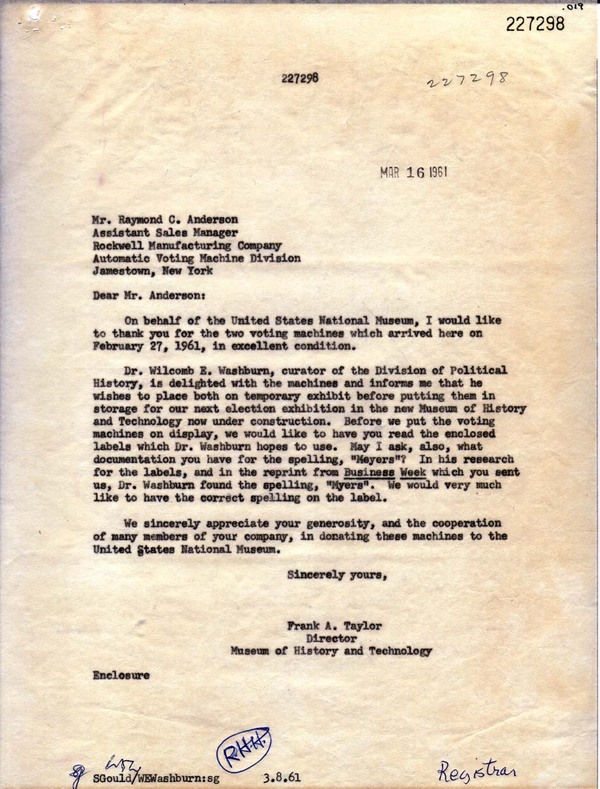 .019
227298
227298
227298
MAR 16 1961
Mr. Raymond C. Anderson
Assistant Sales Manager
Rockwell Manufacturing Company
Automatic Voting Machine Division
Jamestown, New York
Dear Mr. Anderson:
On behalf of the United States National Museum, I would like
to thank you for the two voting machines which arrived here on
February 27, 1961, in excellent condition.
Dr. Wilcomb E. Washburn, curator of the Division of Political
History, is delighted with the machines and informs me that he
wishes to place both on temporary exhibit before putting them in
storage for our next election exhibition in the new Museum of History
and Technology now under construction. Before we put the voting
machines on display, we would like to have you read the enclosed
labels which Dr. Washburn hopes to use. May I ask, also, what
documentation you have for the spelling, "Meyers"? In his research
for the labels, and in the reprint from Business Week which you sent
us, Dr. Washburn found the spelling, "Myers". We would very much
like to have the correct spelling on the label.
We sincerely appreciate your generosity, and the cooperation
of many members of your company, in donating these machines to the
United States National Museum.
Sincerely yours,
Frank A. Taylor
Director
Museum of History and Technology
Enclosure
R.H.H.
SGould/WEWashburn:sg 3.8.61
Registrar